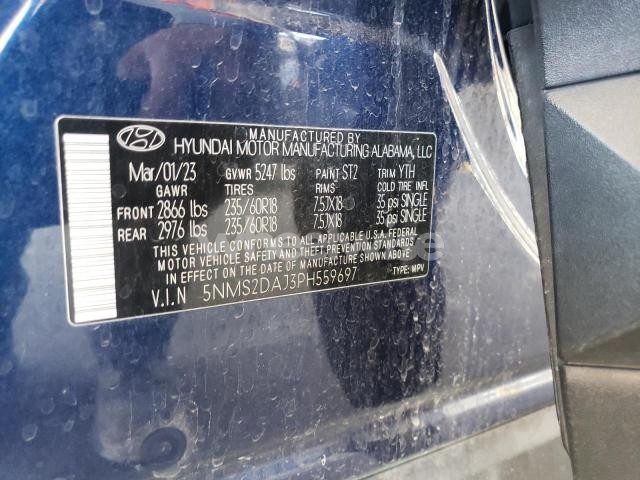 MANUFACTURED BY
HYUNDAI MOTOR MANUFACTURING ALABAMA, LLC
Mar/01/23 GVWR 5247 lbs PAINT ST2 TRIM YTH
GAWR TIRES RIMS COLD TIRE INFL
FRONT 2866 lbs 235/60R18 7.5JX18 35 psi SINGLE
REAR 2976 lbs 235/60R18 7.5JX18 35 psi SINGLE
THIS VEHICLE CONFORMS TO ALL APPLICABLE U.S.A. FEDERAL
MOTOR VEHICLE SAFETY AND THEFT PREVENTION STANDARDS
IN EFFECT ON THE DATE OF MANUFACTURE SHOWN ABOVE.
V.I.N 5NMS2DAJ3PH559697 TYPE: MPV